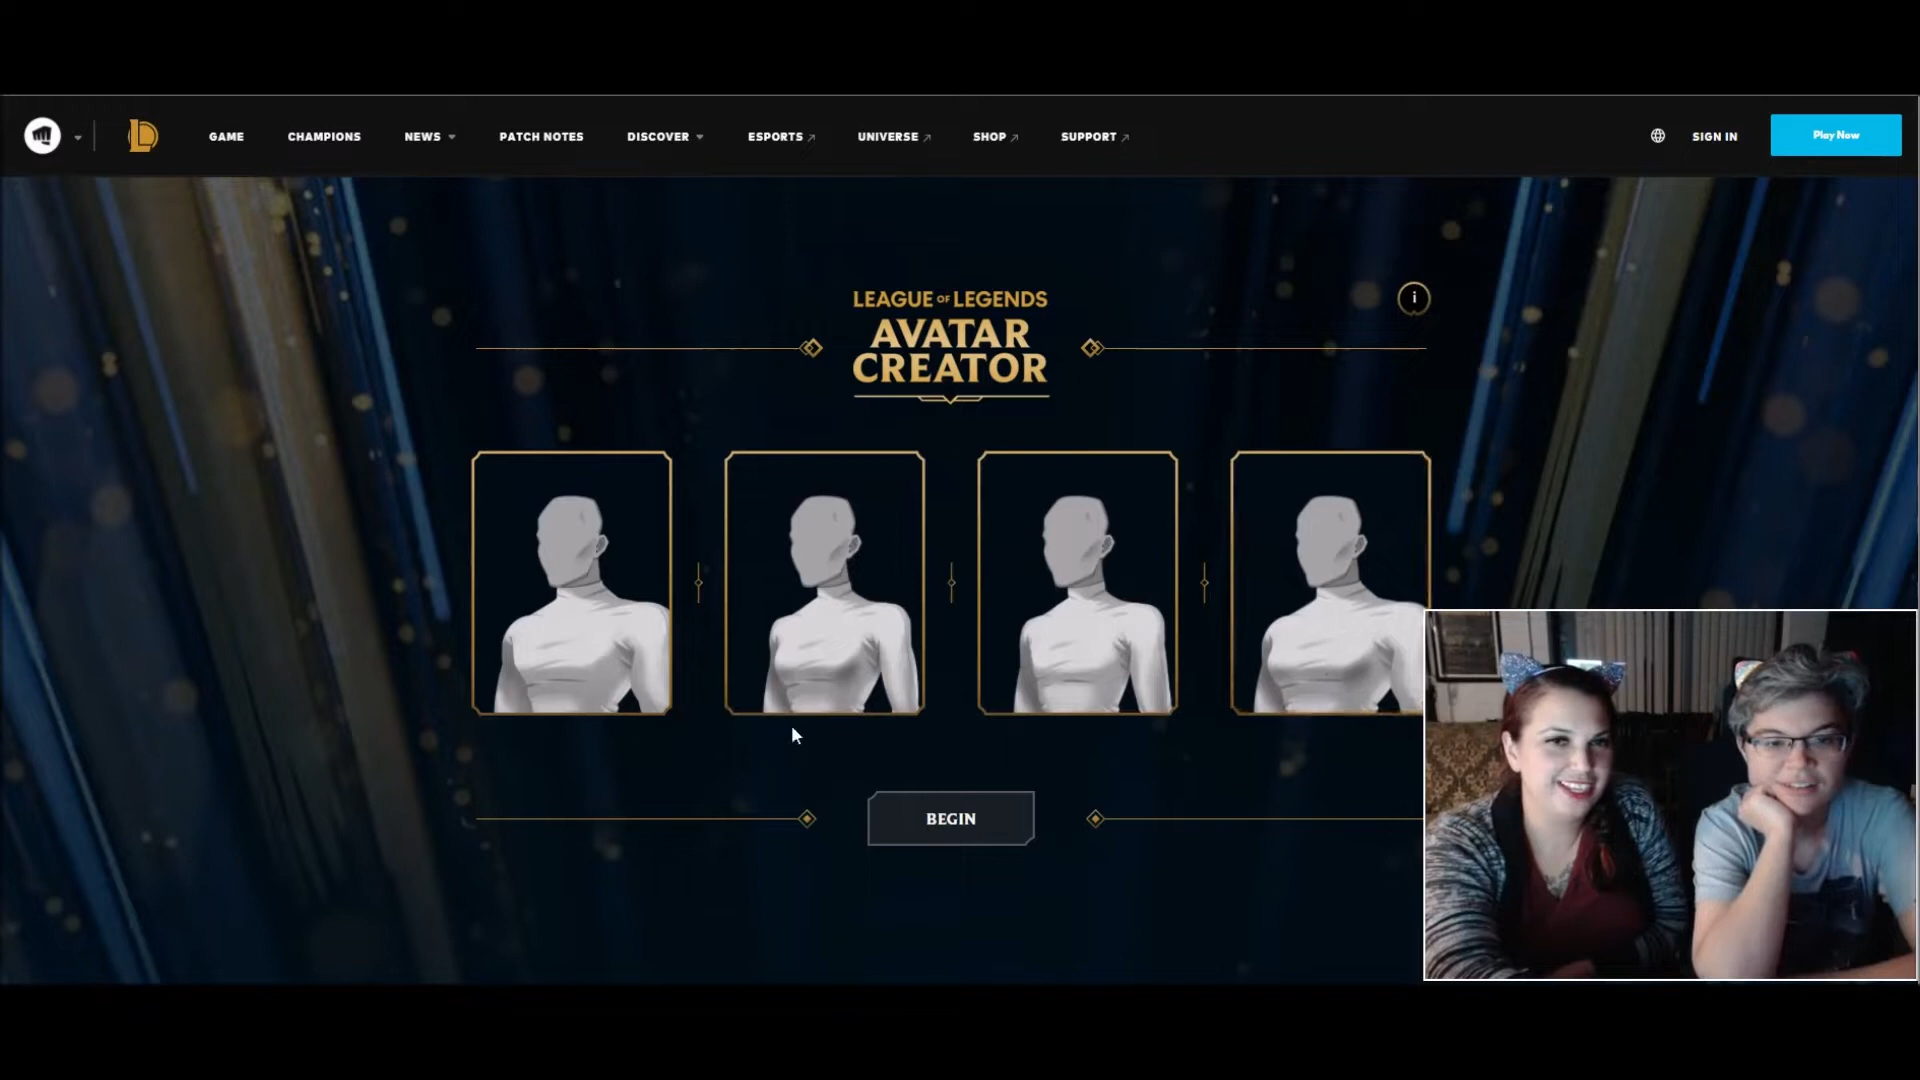 GAME CHAMPIONS NEWS PATCH NOTES DISCOVER ESPORTS UNIVERSE SHOP SUPPORT SIGN IN Play Now
LEAGUE OF LEGENDS
AVATAR
CREATOR
i
BEGIN